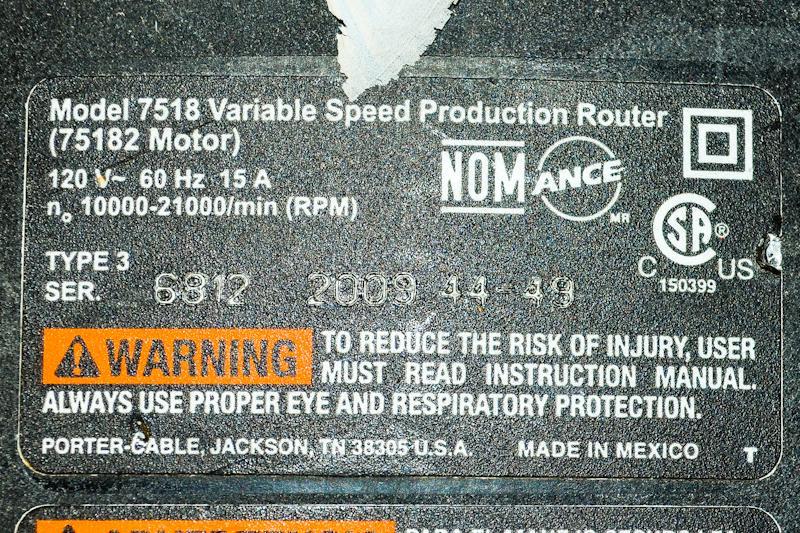 Model 7518 Variable Speed Production Router
(75182 Motor)
120 V~ 60 Hz 15 A
n₀ 10000-21000/min (RPM)
NOM ANCE MR
SA ®
C US
150399
TYPE 3
SER. 6812 2009 44-49
WARNING TO REDUCE THE RISK OF INJURY, USER
MUST READ INSTRUCTION MANUAL.
ALWAYS USE PROPER EYE AND RESPIRATORY PROTECTION.
PORTER-CABLE, JACKSON, TN 38305 U.S.A. MADE IN MEXICO T